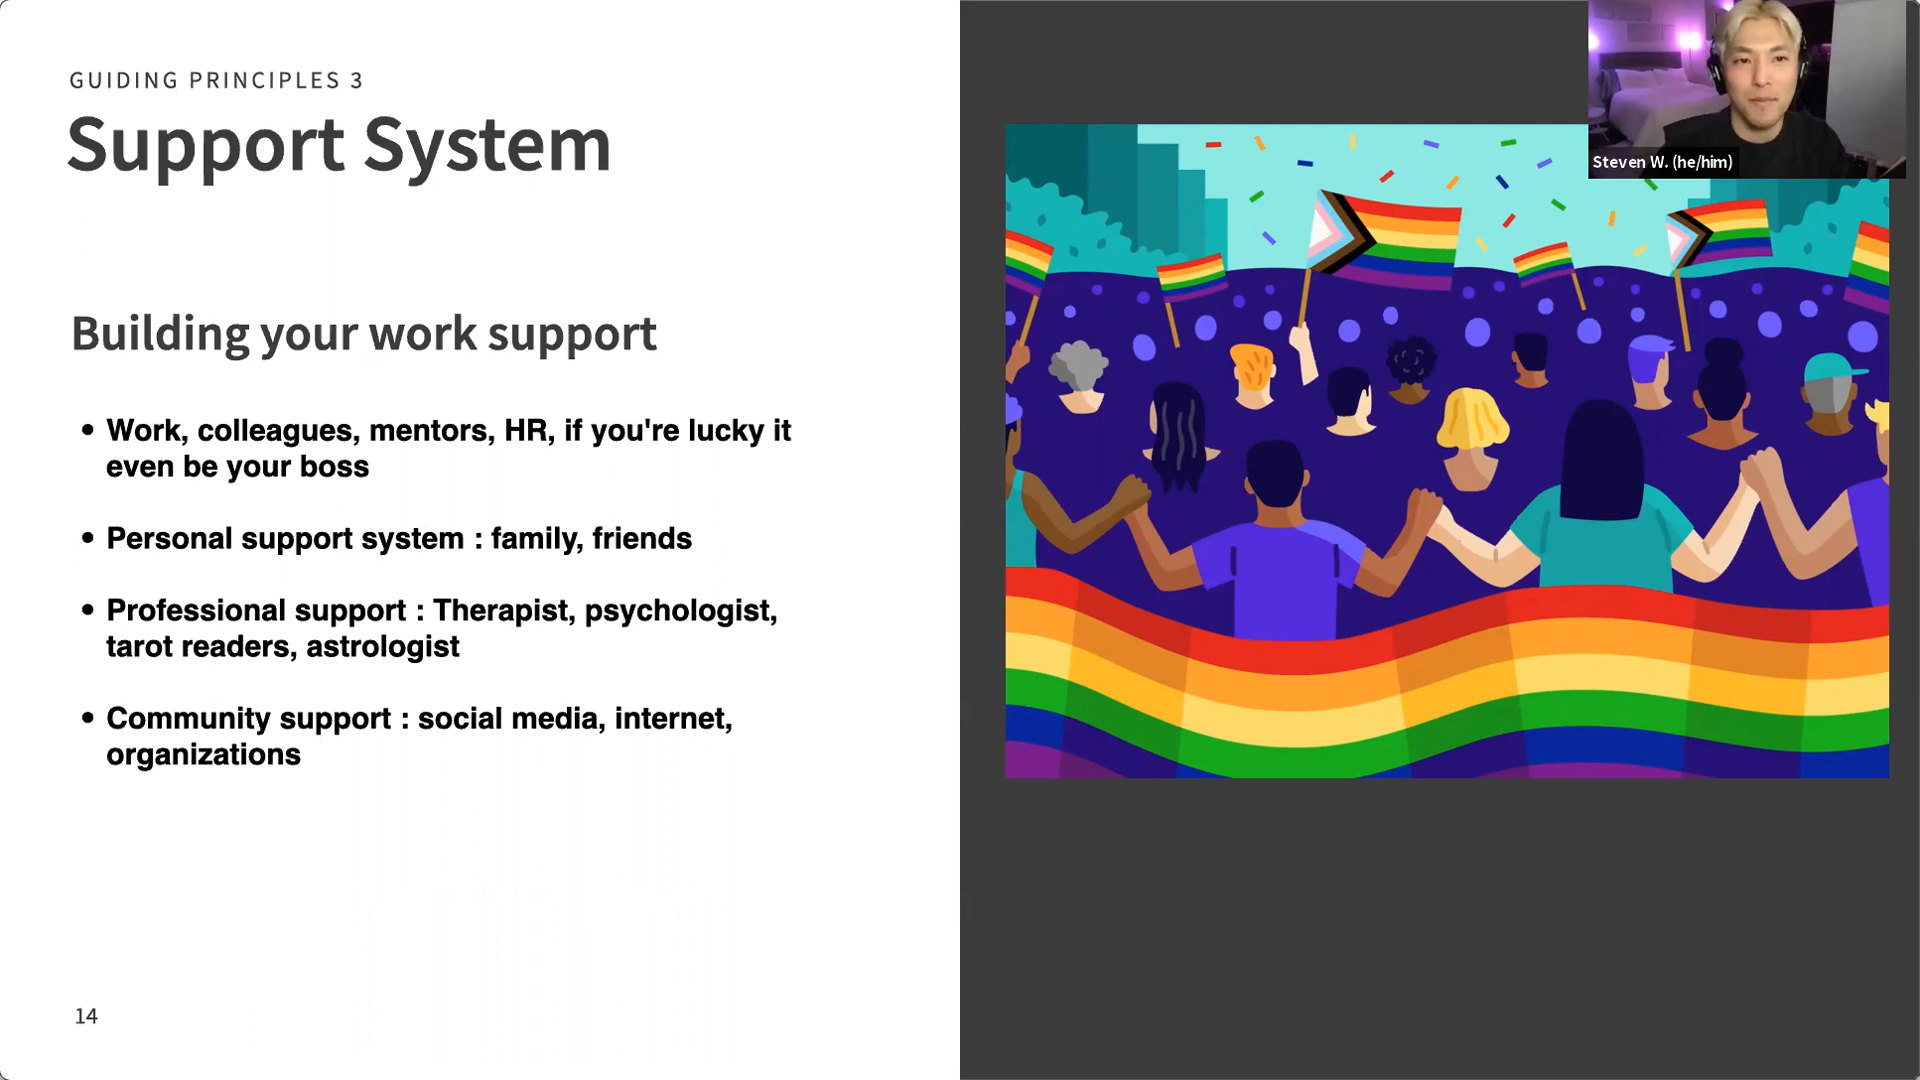 GUIDING PRINCIPLES 3
Support System
Building your work support
• Work, colleagues, mentors, HR, if you're lucky it
even be your boss
• Personal support system : family, friends
• Professional support : Therapist, psychologist,
tarot readers, astrologist
• Community support : social media, internet,
organizations
14
Steven W. (he/him)